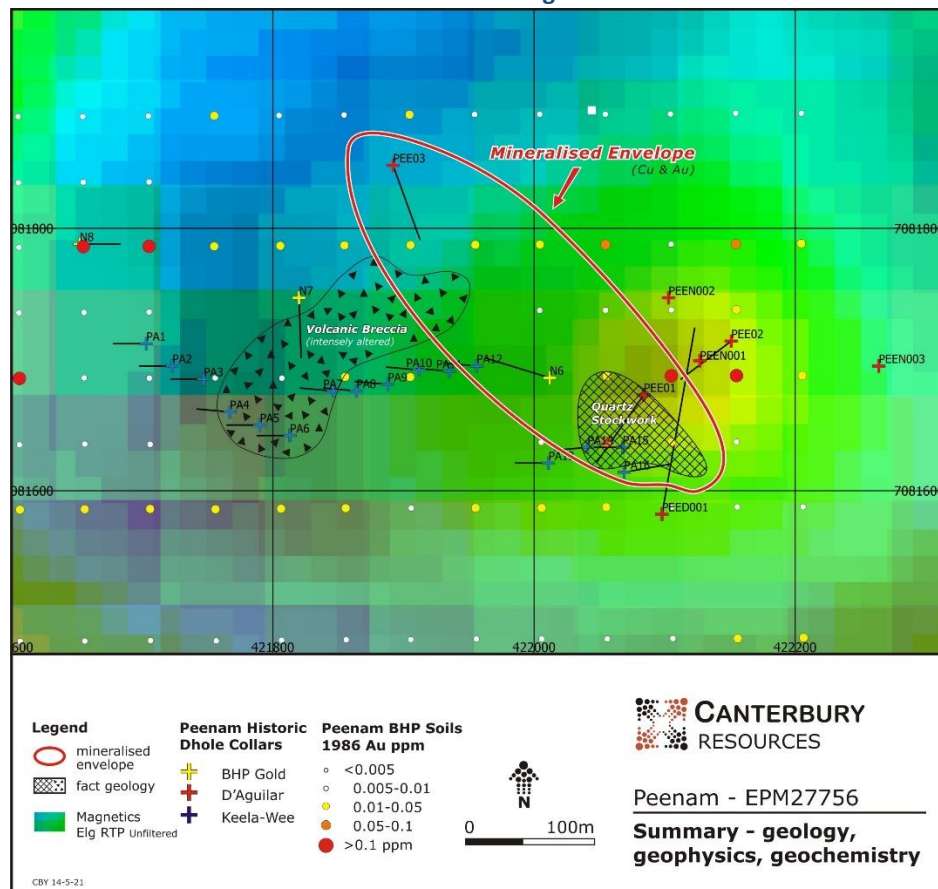 PEE03
Mineralised Envelope
(Cu & Au)
081800
N8
7081800
N7
PEEN002
Volcanic Breccia
(intensely altered)
PA1
PEE02
PA2
PA10
PA12
PEEN001
PEEN003
PA3
PA7
PA8
PA9
N6
PEE01
PA4
Quartz
Stockwork
PA5
PA6
PA14
PA15
PA16
081600
7081600
PEED001
600
421800
422000
422200
Legend
mineralised
envelope
fact geology
Magnetics
Elg RTP Unfiltered
Peenam Historic
Dhole Collars
BHP Gold
D'Aguilar
Keela-Wee
Peenam BHP Soils
1986 Au ppm
<0.005
0.005-0.01
0.01-0.05
0.05-0.1
>0.1 ppm
N
0 100m
CANTERBURY
RESOURCES
Peenam - EPM27756
Summary - geology,
geophysics, geochemistry
CBY 14-5-21